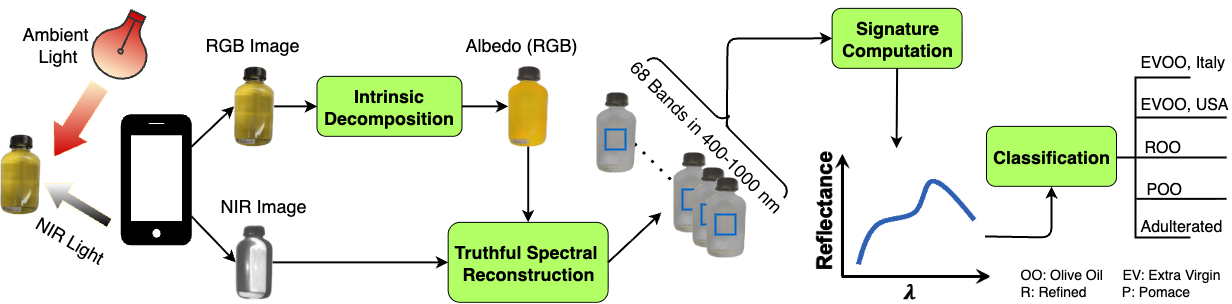 Ambient
Light
NIR Light
RGB Image
NIR Image
Intrinsic
Decomposition
Albedo (RGB)
Truthful Spectral
Reconstruction
68 Bands in 400-1000 nm
Signature
Computation
Reflectance
λ
Classification
EVOO, Italy
EVOO, USA
ROO
POO
Adulterated
OO: Olive Oil EV: Extra Virgin
R: Refined P: Pomace